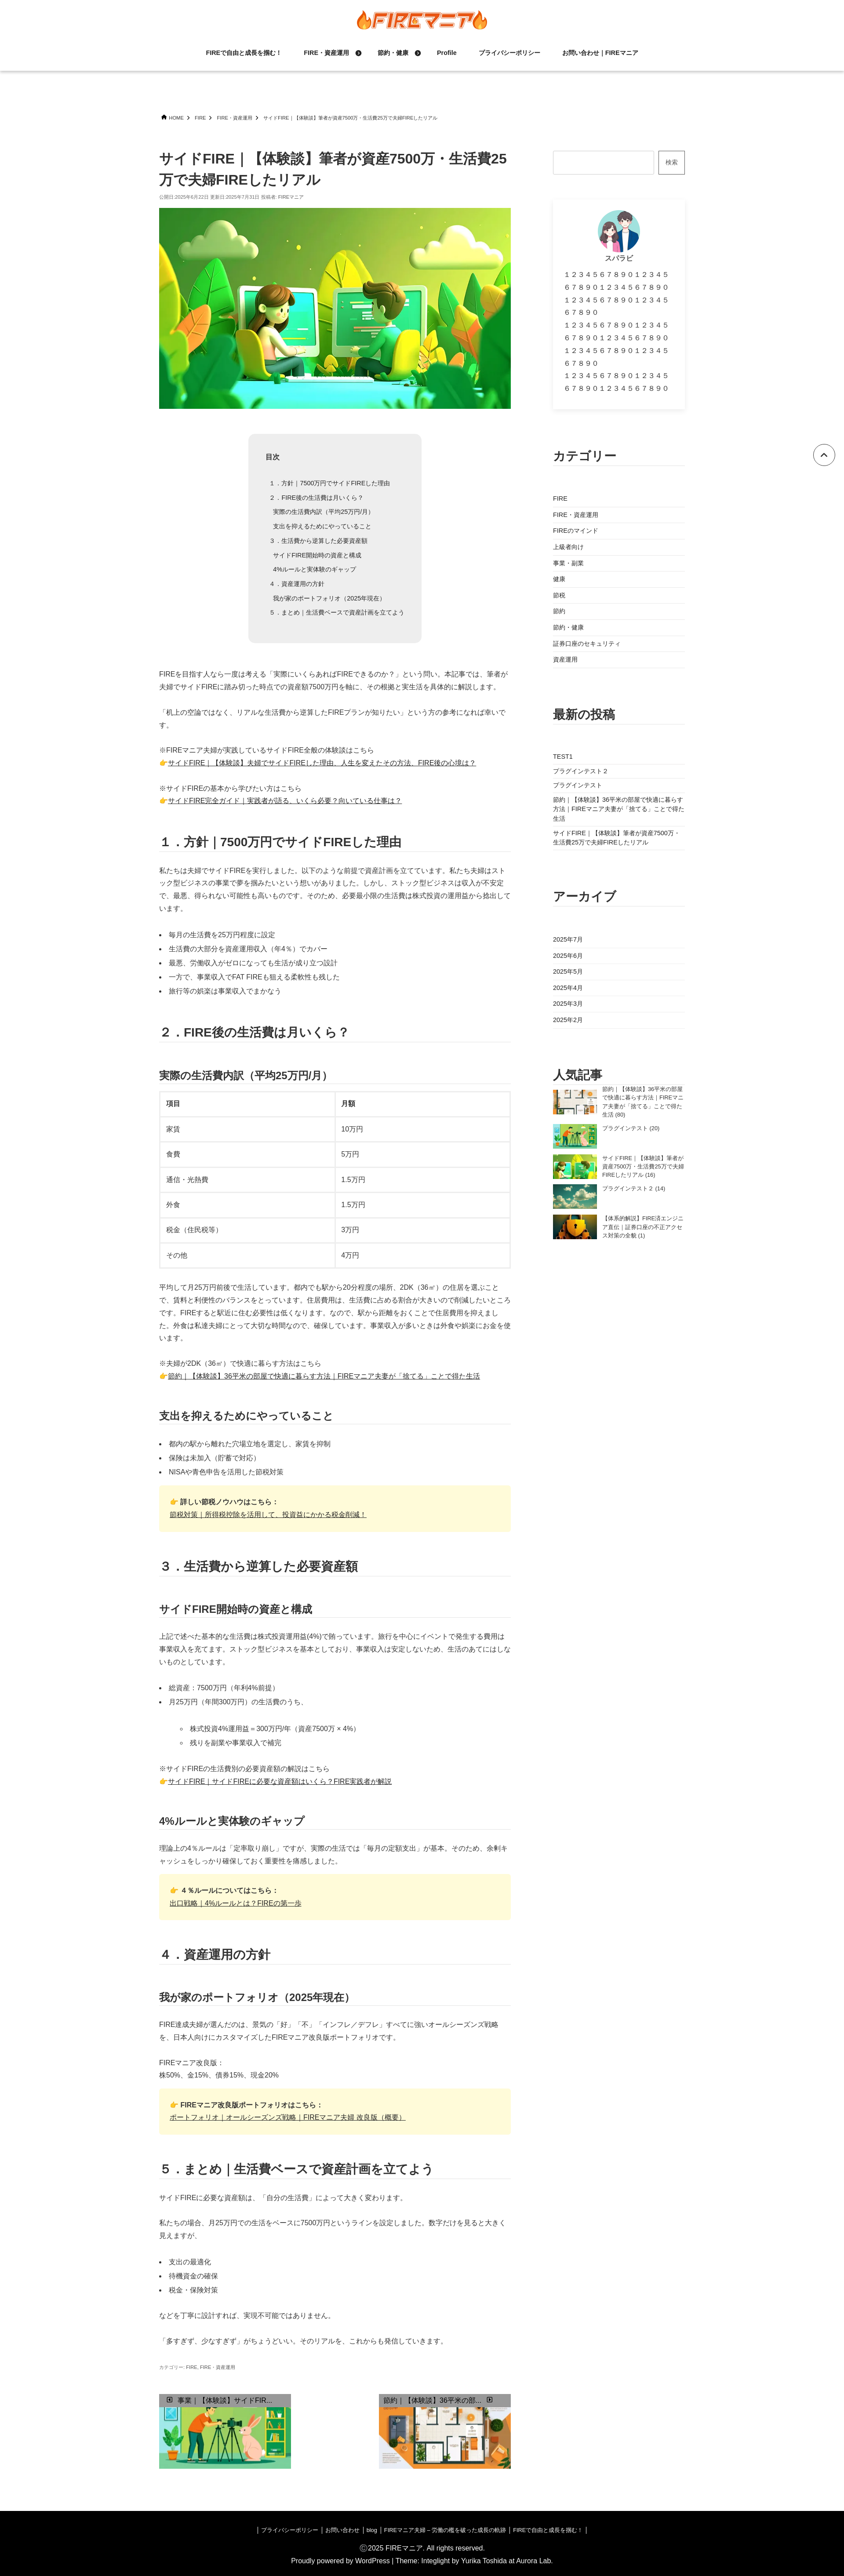 🔥FIREマニア🔥
FIREで自由と成長を掴む！
FIRE・資産運用
節約・健康
Profile
プライバシーポリシー
お問い合わせ｜FIREマニア
HOME
FIRE
FIRE・資産運用
サイドFIRE｜【体験談】筆者が資産7500万・生活費25万で夫婦FIREしたリアル
サイドFIRE｜【体験談】筆者が資産7500万・生活費25
万で夫婦FIREしたリアル
公開日:2025年6月22日 更新日:2025年7月31日 投稿者: FIREマニア
目次
１．方針｜7500万円でサイドFIREした理由
２．FIRE後の生活費は月いくら？
実際の生活費内訳（平均25万円/月）
支出を抑えるためにやっていること
３．生活費から逆算した必要資産額
サイドFIRE開始時の資産と構成
4%ルールと実体験のギャップ
４．資産運用の方針
我が家のポートフォリオ（2025年現在）
５．まとめ｜生活費ベースで資産計画を立てよう
FIREを目指す人なら一度は考える「実際にいくらあればFIREできるのか？」という問い。本記事では、筆者が
夫婦でサイドFIREに踏み切った時点での資産額7500万円を軸に、その根拠と実生活を具体的に解説します。
「机上の空論ではなく、リアルな生活費から逆算したFIREプランが知りたい」という方の参考になれば幸いで
す。
※FIREマニア夫婦が実践しているサイドFIRE全般の体験談はこちら
👉サイドFIRE｜【体験談】夫婦でサイドFIREした理由、人生を変えたその方法、FIRE後の心境は？
※サイドFIREの基本から学びたい方はこちら
👉サイドFIRE完全ガイド｜実践者が語る、いくら必要？向いている仕事は？
１．方針｜7500万円でサイドFIREした理由
私たちは夫婦でサイドFIREを実行しました。以下のような前提で資産計画を立てています。私たち夫婦はスト
ック型ビジネスの事業で夢を掴みたいという想いがありました。しかし、ストック型ビジネスは収入が不安定
で、最悪、得られない可能性も高いものです。そのため、必要最小限の生活費は株式投資の運用益から捻出して
います。
• 毎月の生活費を25万円程度に設定
• 生活費の大部分を資産運用収入（年4％）でカバー
• 最悪、労働収入がゼロになっても生活が成り立つ設計
• 一方で、事業収入でFAT FIREも狙える柔軟性も残した
• 旅行等の娯楽は事業収入でまかなう
２．FIRE後の生活費は月いくら？
実際の生活費内訳（平均25万円/月）
項目 月額
家賃 10万円
食費 5万円
通信・光熱費 1.5万円
外食 1.5万円
税金（住民税等） 3万円
その他 4万円
平均して月25万円前後で生活しています。都内でも駅から20分程度の場所、2DK（36㎡）の住居を選ぶこと
で、賃料と利便性のバランスをとっています。住居費用は、生活費に占める割合が大きいので削減したいところ
です。FIREすると駅近に住む必要性は低くなります。なので、駅から距離をおくことで住居費用を抑えまし
た。外食は私達夫婦にとって大切な時間なので、確保しています。事業収入が多いときは外食や娯楽にお金を使
います。
※夫婦が2DK（36㎡）で快適に暮らす方法はこちら
👉節約｜【体験談】36平米の部屋で快適に暮らす方法｜FIREマニア夫妻が「捨てる」ことで得た生活
支出を抑えるためにやっていること
• 都内の駅から離れた穴場立地を選定し、家賃を抑制
• 保険は未加入（貯蓄で対応）
• NISAや青色申告を活用した節税対策
👉 詳しい節税ノウハウはこちら：
節税対策｜所得税控除を活用して、投資益にかかる税金削減！
３．生活費から逆算した必要資産額
サイドFIRE開始時の資産と構成
上記で述べた基本的な生活費は株式投資運用益(4%)で賄っています。旅行を中心にイベントで発生する費用は
事業収入を充てます。ストック型ビジネスを基本としており、事業収入は安定しないため、生活のあてにはしな
いものとしています。
• 総資産：7500万円（年利4%前提）
• 月25万円（年間300万円）の生活費のうち、
○ 株式投資4%運用益＝300万円/年（資産7500万 × 4%）
○ 残りを副業や事業収入で補完
※サイドFIREの生活費別の必要資産額の解説はこちら
👉サイドFIRE｜サイドFIREに必要な資産額はいくら？FIRE実践者が解説
4%ルールと実体験のギャップ
理論上の4％ルールは「定率取り崩し」ですが、実際の生活では「毎月の定額支出」が基本。そのため、余剰キ
ャッシュをしっかり確保しておく重要性を痛感しました。
👉 ４％ルールについてはこちら：
出口戦略｜4%ルールとは？FIREの第一歩
４．資産運用の方針
我が家のポートフォリオ（2025年現在）
FIRE達成夫婦が選んだのは、景気の「好」「不」「インフレ／デフレ」すべてに強いオールシーズンズ戦略
を、日本人向けにカスタマイズしたFIREマニア改良版ポートフォリオです。
FIREマニア改良版：
株50%、金15%、債券15%、現金20%
👉 FIREマニア改良版ポートフォリオはこちら：
ポートフォリオ｜オールシーズンズ戦略｜FIREマニア夫婦 改良版（概要）
５．まとめ｜生活費ベースで資産計画を立てよう
サイドFIREに必要な資産額は、「自分の生活費」によって大きく変わります。
私たちの場合、月25万円での生活をベースに7500万円というラインを設定しました。数字だけを見ると大きく
見えますが、
• 支出の最適化
• 待機資金の確保
• 税金・保険対策
などを丁寧に設計すれば、実現不可能ではありません。
「多すぎず、少なすぎず」がちょうどいい。そのリアルを、これからも発信していきます。
カテゴリー: FIRE, FIRE・資産運用
事業｜【体験談】サイドFIR...
節約｜【体験談】36平米の部...
検索
スパラビ
１２３４５６７８９０１２３４５
６７８９０１２３４５６７８９０
１２３４５６７８９０１２３４５
６７８９０
１２３４５６７８９０１２３４５
６７８９０１２３４５６７８９０
１２３４５６７８９０１２３４５
６７８９０
１２３４５６７８９０１２３４５
６７８９０１２３４５６７８９０
カテゴリー
FIRE
FIRE・資産運用
FIREのマインド
上級者向け
事業・副業
健康
節税
節約
節約・健康
証券口座のセキュリティ
資産運用
最新の投稿
TEST1
プラグインテスト２
プラグインテスト
節約｜【体験談】36平米の部屋で快適に暮らす
方法｜FIREマニア夫妻が「捨てる」ことで得た
生活
サイドFIRE｜【体験談】筆者が資産7500万・
生活費25万で夫婦FIREしたリアル
アーカイブ
2025年7月
2025年6月
2025年5月
2025年4月
2025年3月
2025年2月
人気記事
節約｜【体験談】36平米の部屋
で快適に暮らす方法｜FIREマニ
ア夫妻が「捨てる」ことで得た
生活 (80)
プラグインテスト (20)
サイドFIRE｜【体験談】筆者が
資産7500万・生活費25万で夫婦
FIREしたリアル (16)
プラグインテスト２ (14)
【体系的解説】FIRE済エンジニ
ア直伝｜証券口座の不正アクセ
ス対策の全貌 (1)
プライバシーポリシー
お問い合わせ
blog
FIREマニア夫婦 – 労働の檻を破った成長の軌跡
FIREで自由と成長を掴む！
Ⓒ2025 FIREマニア. All rights reserved.
Proudly powered by WordPress | Theme: Integlight by Yurika Toshida at Aurora Lab.